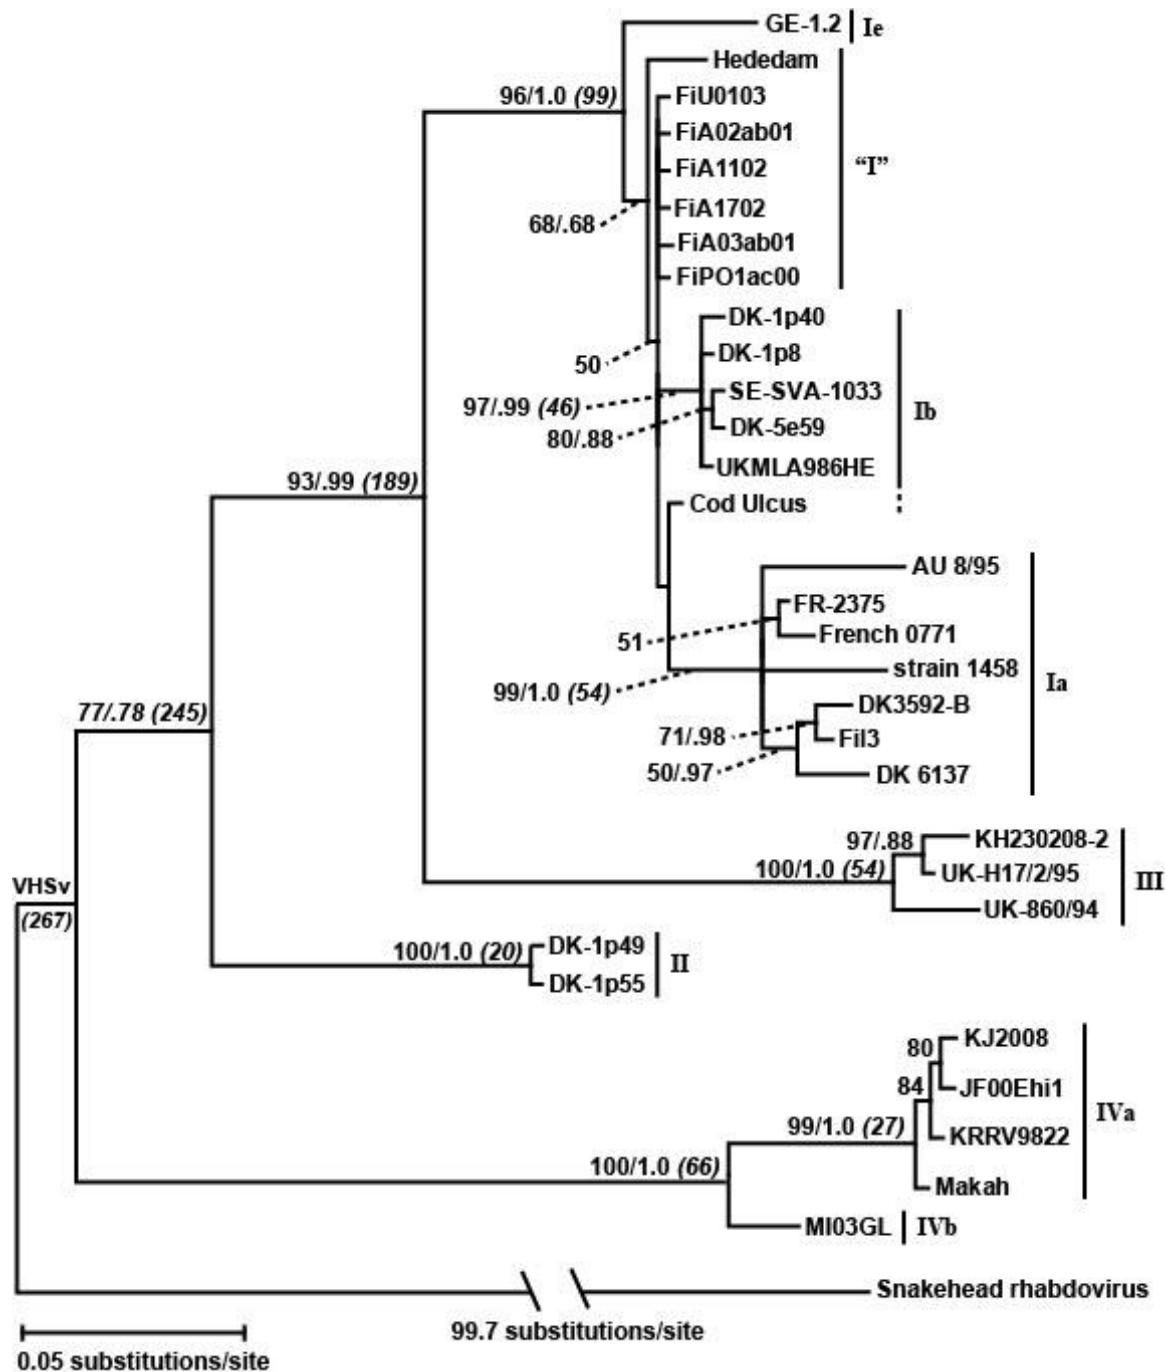 GE-1.2
Ie
Hededam
96/1.0 (99)
FiU0103
FiA02ab01
FiA1102
“I”
FiA1702
68/.68
FiA03ab01
FiPO1ac00
DK-1p40
DK-1p8
50
SE-SVA-1033
97/.99 (46)
Ib
DK-5e59
80/.88
UKMLA986HE
93/.99 (189)
Cod Ulcus
AU 8/95
FR-2375
French 0771
51
strain 1458
Ia
99/1.0 (54)
DK3592-B
77/.78 (245)
71/.98
Fil3
50/.97
DK 6137
KH230208-2
97/.88
100/1.0 (54)
UK-H17/2/95
III
VHSv
UK-860/94
(267)
DK-1p49
100/1.0 (20)
II
DK-1p55
KJ2008
80
JF00Ehi1
84
IVa
99/1.0 (27)
KRRV9822
100/1.0 (66)
Makah
MI03GL
IVb
Snakehead rhabdovirus
99.7 substitutions/site
0.05 substitutions/site